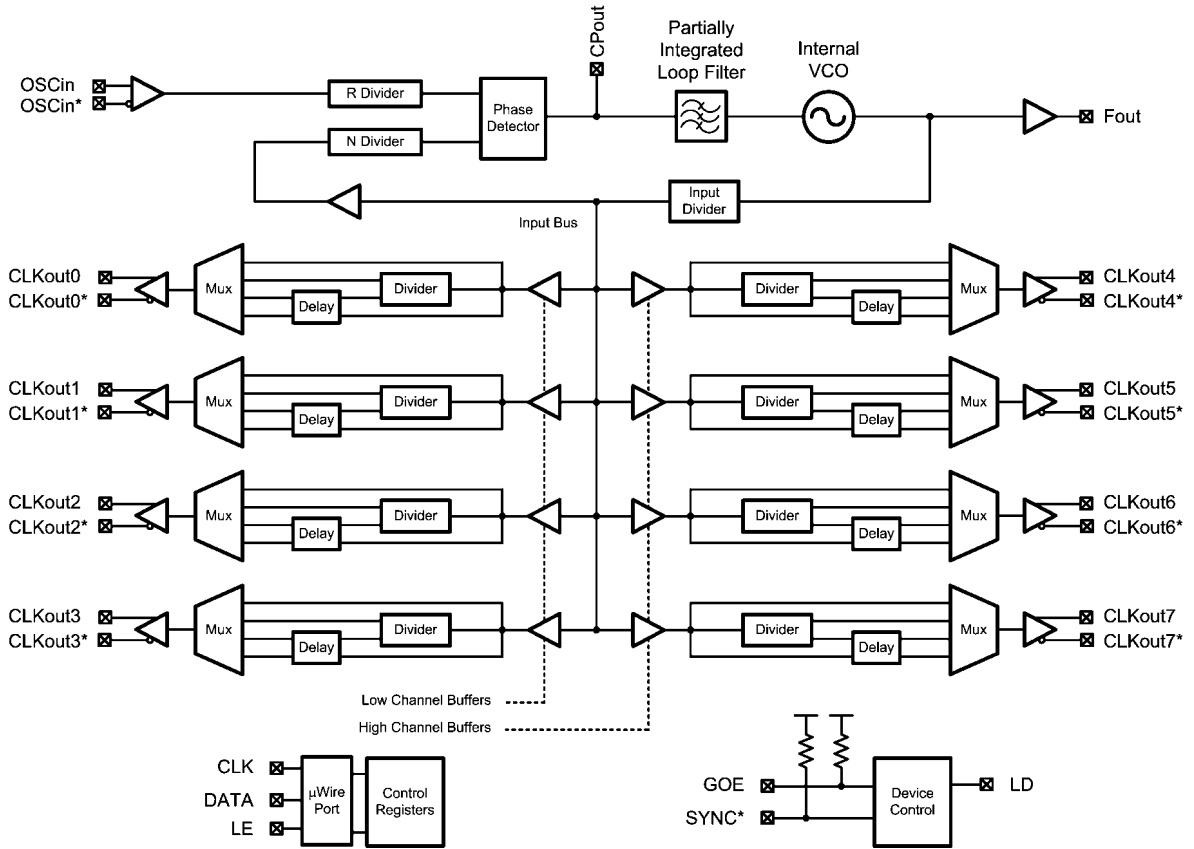 CPout
Partially
Integrated
Loop Filter
Internal
VCO
OSCin
OSCin*
R Divider
N Divider
Phase
Detector
Fout
Input
Divider
Input Bus
CLKout0
CLKout0*
Mux
Delay
Divider
Divider
Delay
Mux
CLKout4
CLKout4*
CLKout1
CLKout1*
Mux
Delay
Divider
Divider
Delay
Mux
CLKout5
CLKout5*
CLKout2
CLKout2*
Mux
Delay
Divider
Divider
Delay
Mux
CLKout6
CLKout6*
CLKout3
CLKout3*
Mux
Delay
Divider
Divider
Delay
Mux
CLKout7
CLKout7*
Low Channel Buffers
High Channel Buffers
CLK
DATA
LE
µWire
Port
Control
Registers
GOE
SYNC*
Device
Control
LD